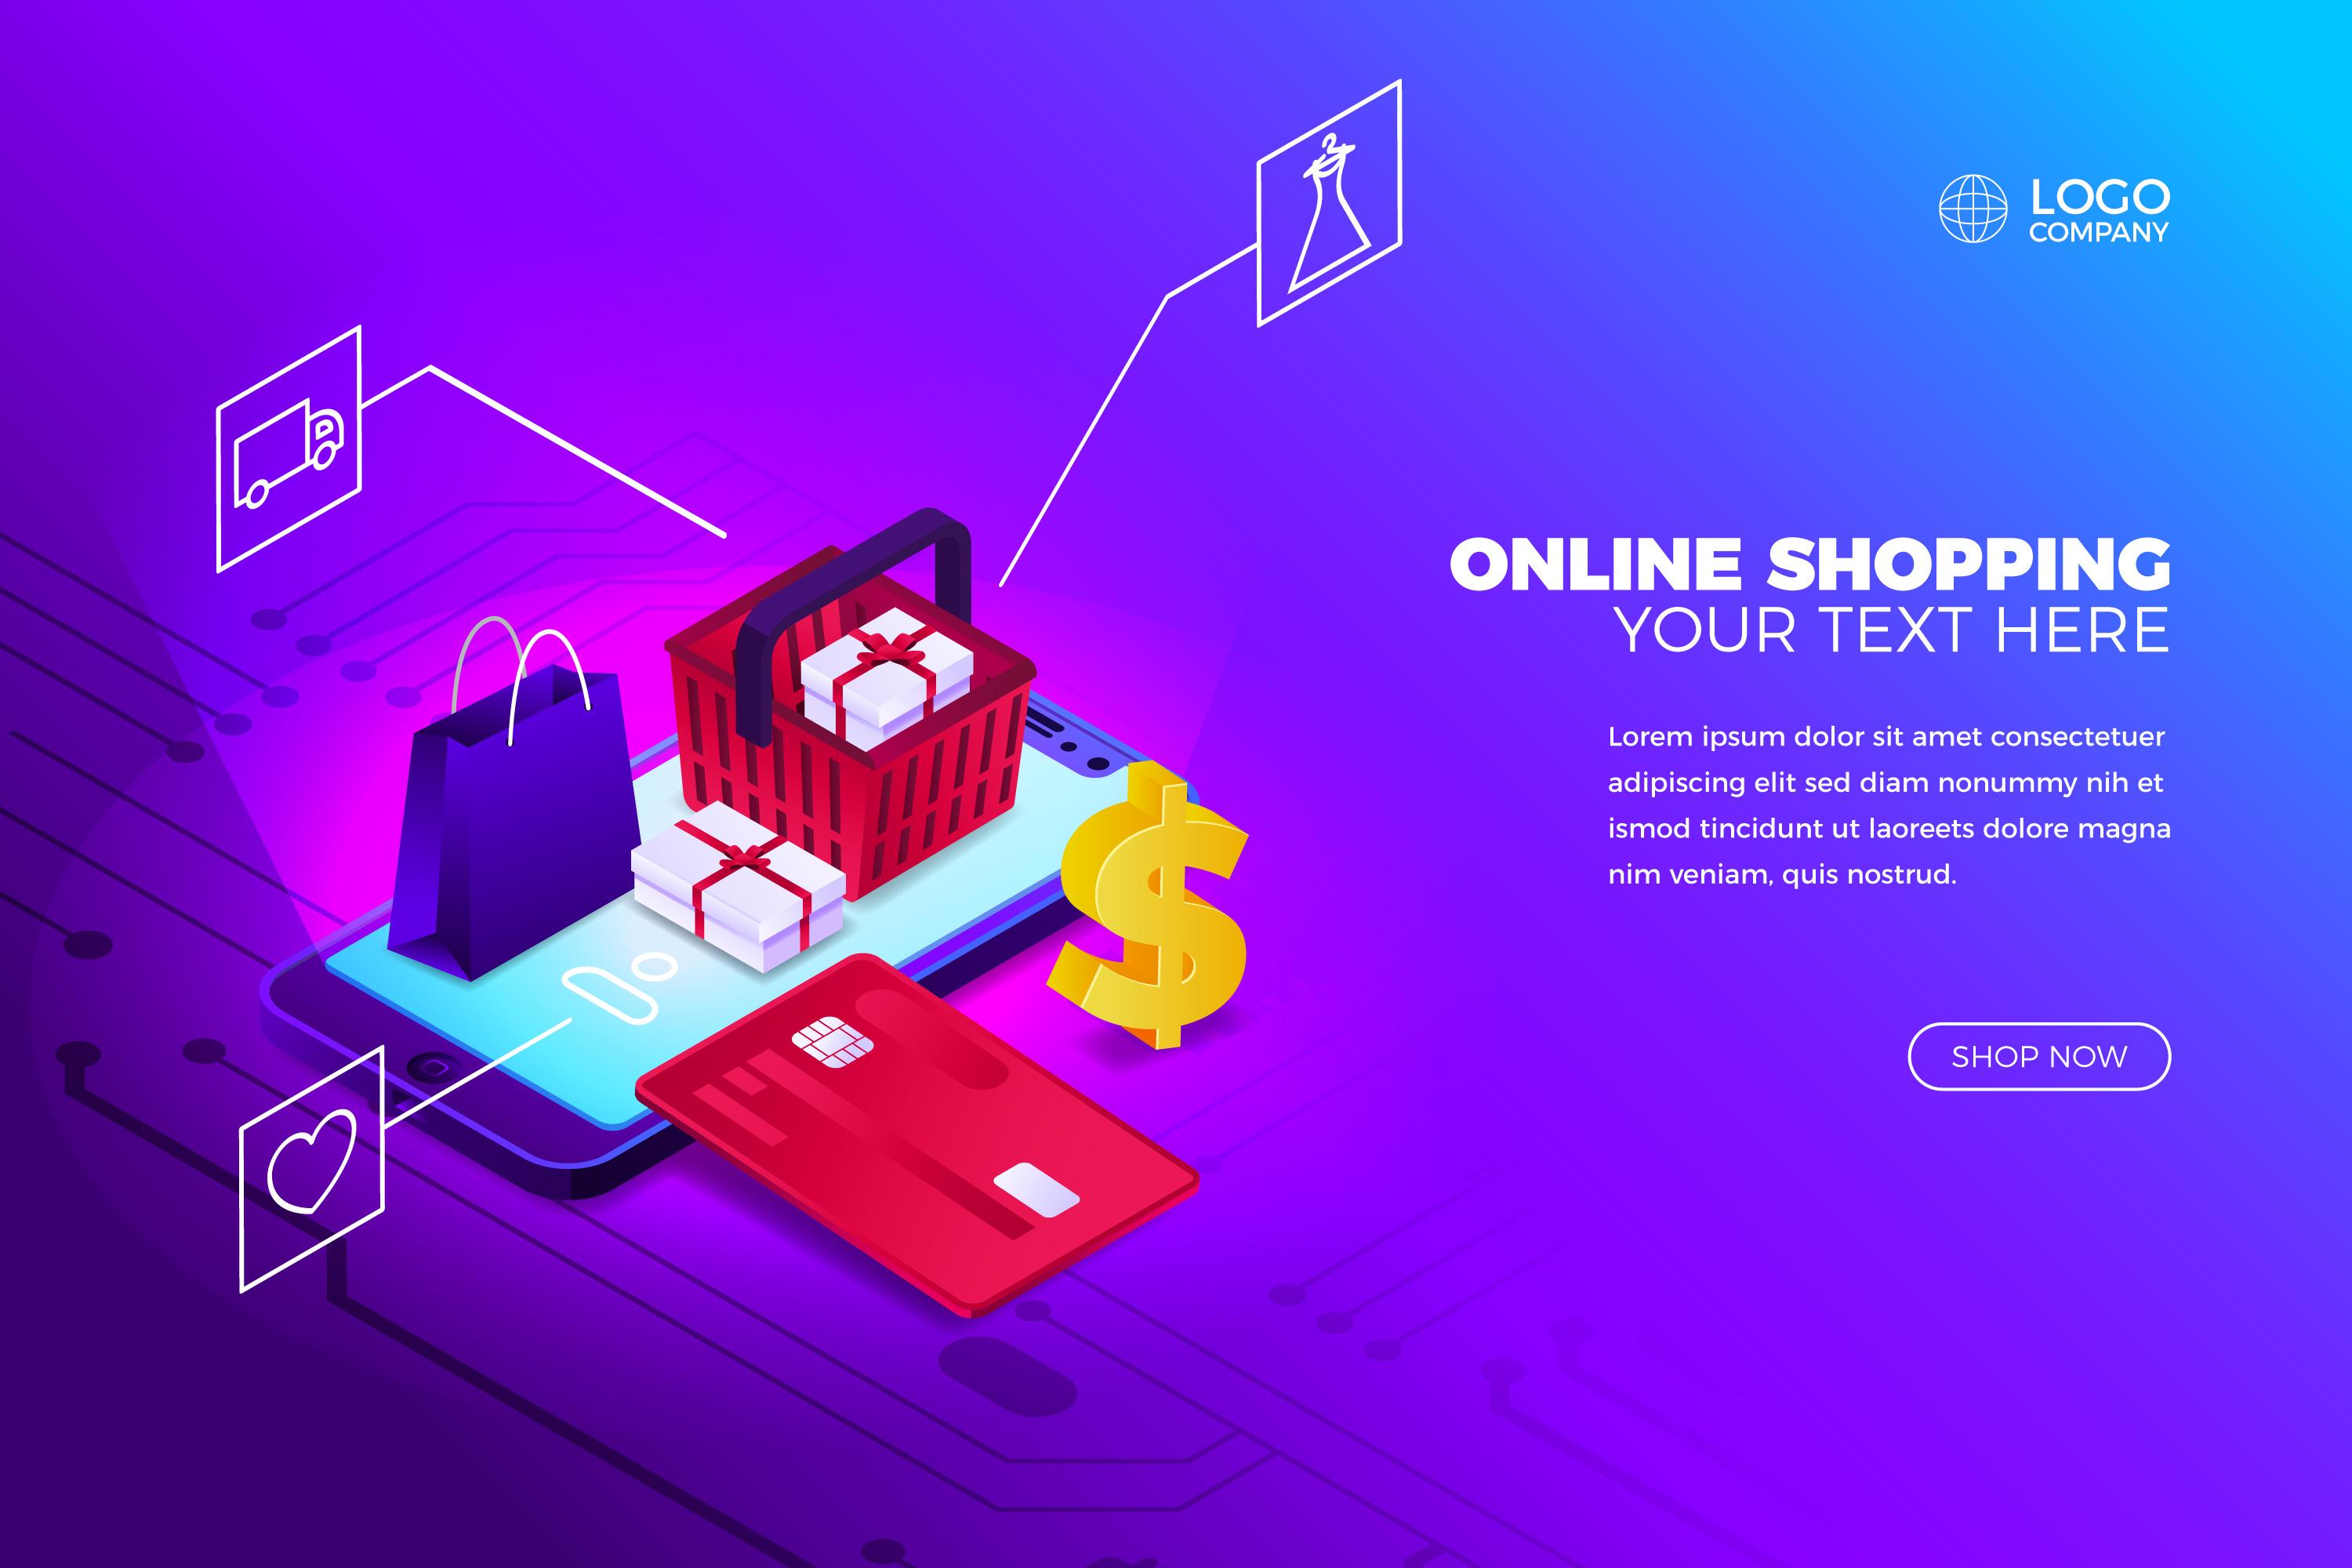 LOGO
COMPANY
ONLINE SHOPPING
YOUR TEXT HERE
Lorem ipsum dolor sit amet consectetuer
adipiscing elit sed diam nonummy nih et
ismod tincidunt ut laoreets dolore magna
nim veniam, quis nostrud.
SHOP NOW